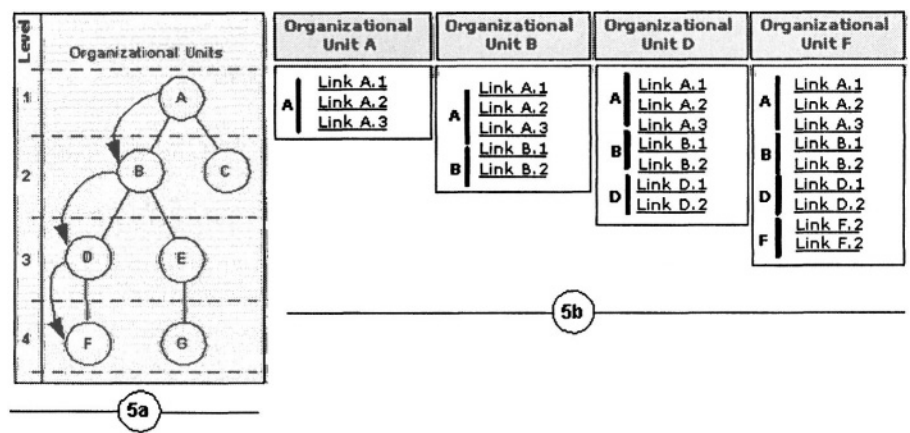 Level
Organizational Units
1
A
2
B
C
3
D
E
4
F
G
5a
Organizational
Unit A
A
Link A.1
Link A.2
Link A.3
Organizational
Unit B
A
Link A.1
Link A.2
Link A.3
B
Link B.1
Link B.2
Organizational
Unit D
A
Link A.1
Link A.2
Link A.3
B
Link B.1
Link B.2
D
Link D.1
Link D.2
Organizational
Unit F
A
Link A.1
Link A.2
Link A.3
B
Link B.1
Link B.2
D
Link D.1
Link D.2
F
Link F.2
Link F.2
5b